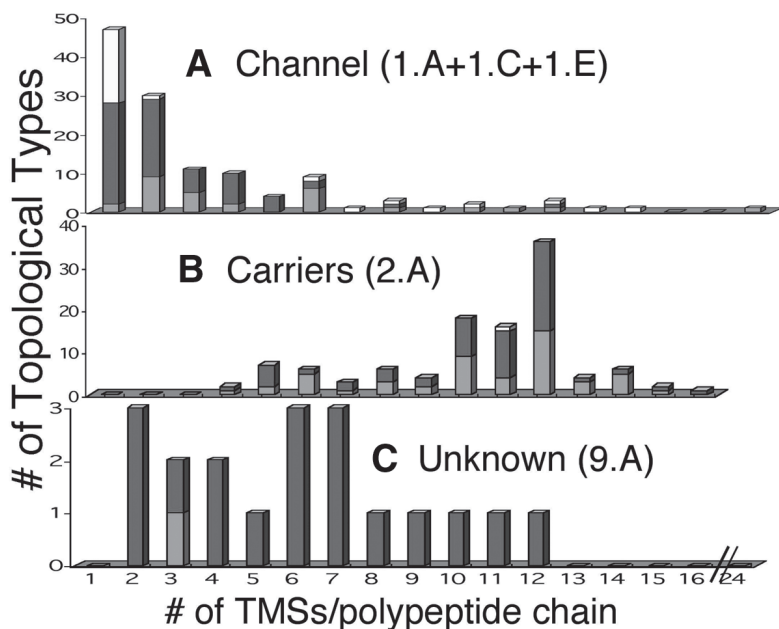 # of Topological Types
50
40
30
20
10
0
A Channel (1.A+1.C+1.E)
40
30
20
10
0
B Carriers (2.A)
3
2
1
0
C Unknown (9.A)
1 2 3 4 5 6 7 8 9 10 11 12 13 14 15 16 // 24
# of TMSs/polypeptide chain